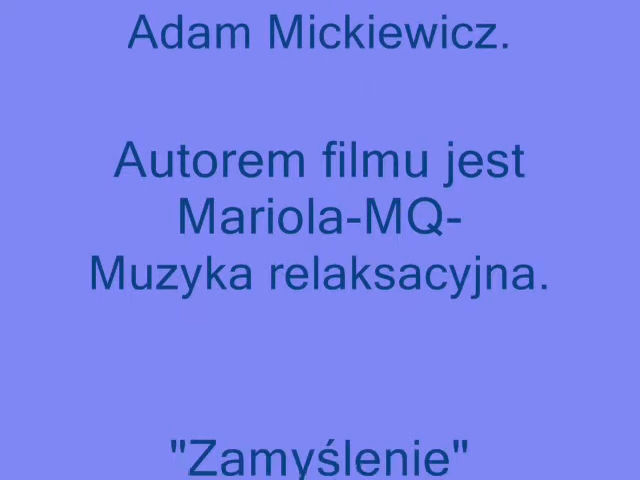 Adam Mickiewicz.
Autorem filmu jest
Mariola-MQ-
Muzyka relaksacyjna.
"Zamyślenie"